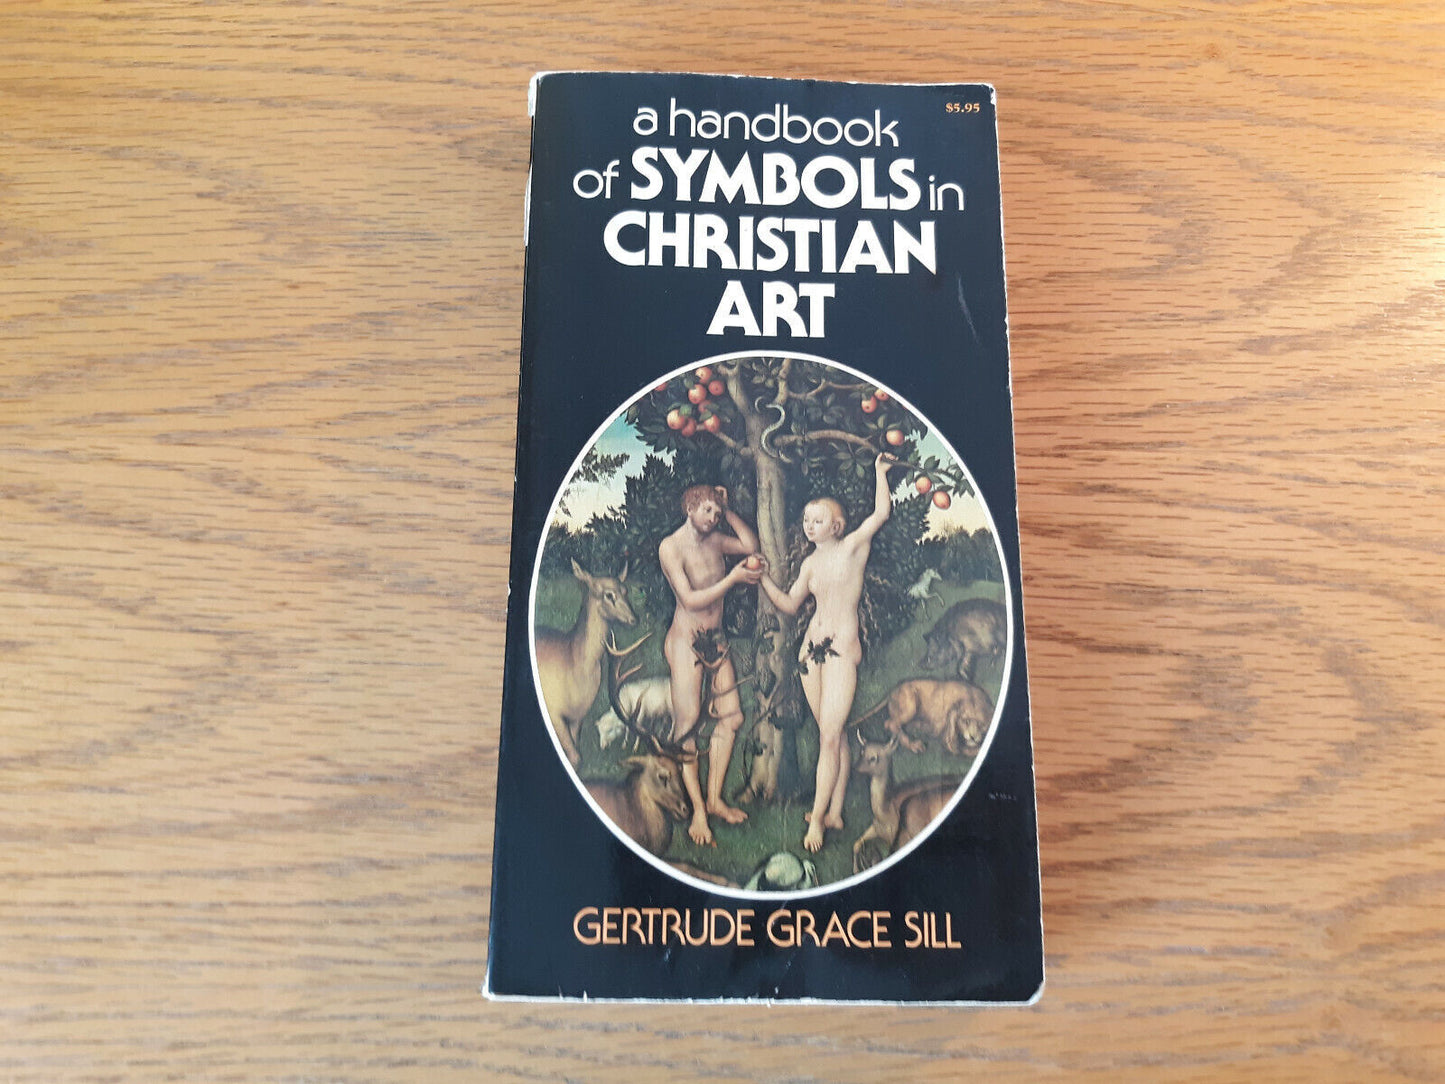 $5.95
a handbook
of SYMBOLS in
CHRISTIAN
ART
GERTRUDE GRACE SILL